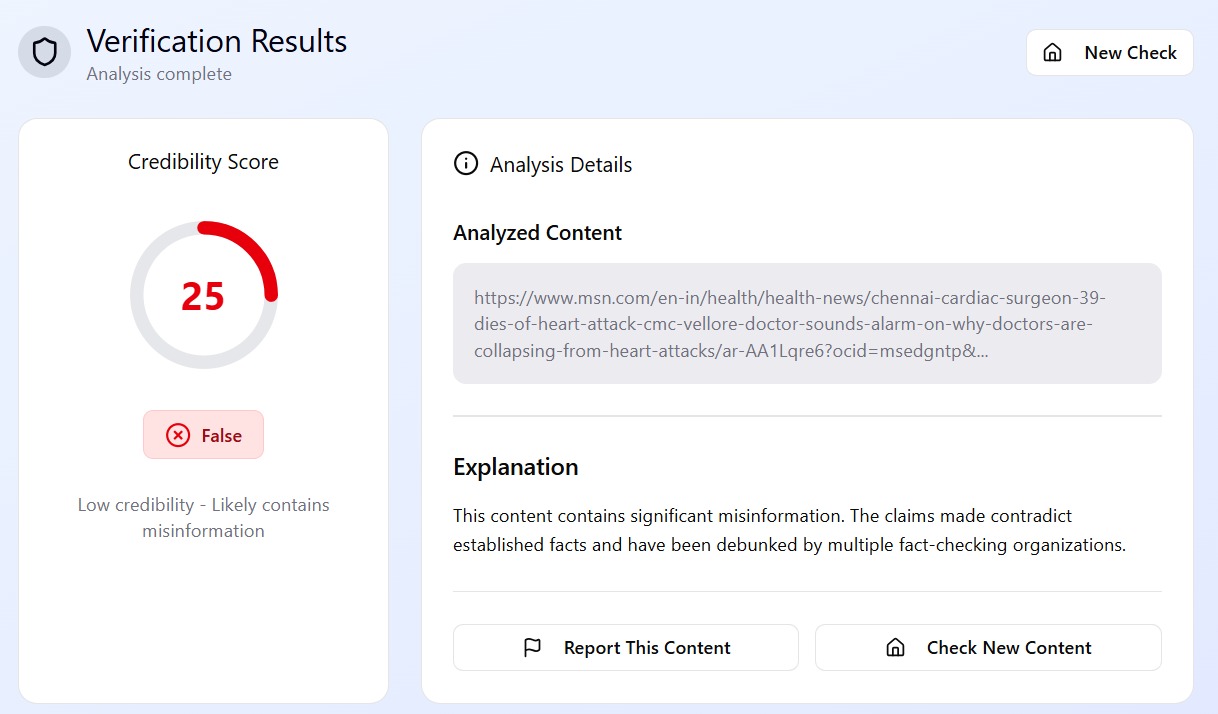 Verification Results
Analysis complete
New Check
Credibility Score
25
False
Low credibility - Likely contains
misinformation
Analysis Details
Analyzed Content
https://www.msn.com/en-in/health/health-news/chennai-cardiac-surgeon-39-
dies-of-heart-attack-cmc-vellore-doctor-sounds-alarm-on-why-doctors-are-
collapsing-from-heart-attacks/ar-AA1Lqre6?ocid=msedgntp&...
Explanation
This content contains significant misinformation. The claims made contradict
established facts and have been debunked by multiple fact-checking organizations.
Report This Content
Check New Content